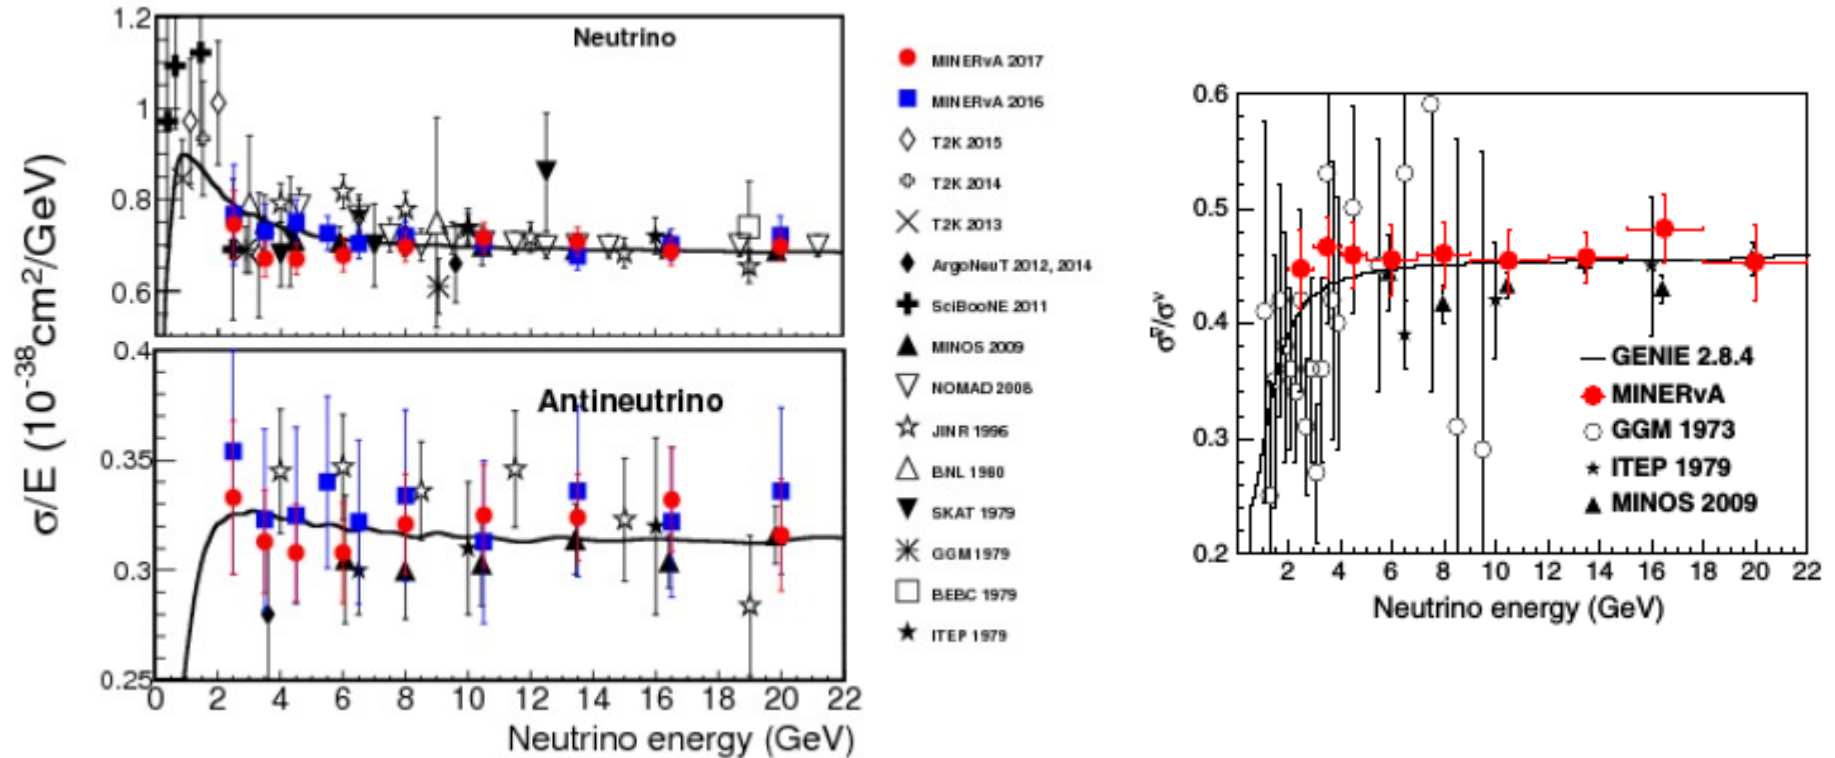 1.2
1
0.8
0.6
Neutrino
σ/E (10⁻³⁸cm²/GeV)
0.4
0.35
0.3
0.25
Antineutrino
0 2 4 6 8 10 12 14 16 18 20 22
Neutrino energy (GeV)
MINERvA 2017
MINERvA 2016
T2K 2015
T2K 2014
T2K 2013
ArgoNeuT 2012, 2014
SciBooNE 2011
MINOS 2009
NOMAD 2008
JINR 1996
BNL 1980
SKAT 1979
GGM 1979
BEBC 1979
ITEP 1979
0.6
0.5
0.4
0.3
0.2
σ^ν̅/σ^ν
GENIE 2.8.4
MINERvA
GGM 1973
ITEP 1979
MINOS 2009
2 4 6 8 10 12 14 16 18 20 22
Neutrino energy (GeV)